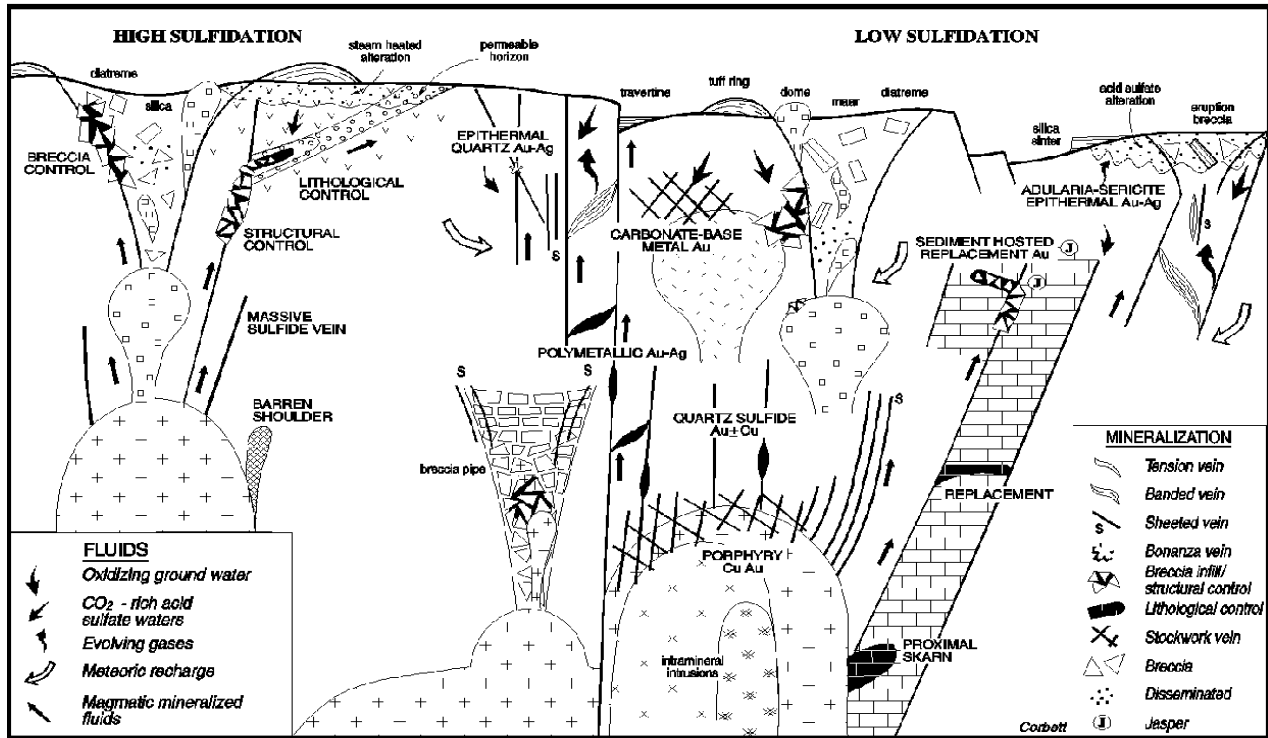 HIGH SULFIDATION
LOW SULFIDATION
diatreme
silica
steam heated
alteration
permeable
horizon
BRECCIA
CONTROL
LITHOLOGICAL
CONTROL
STRUCTURAL
CONTROL
MASSIVE
SULFIDE VEIN
BARREN
SHOULDER
EPITHERMAL
QUARTZ Au-Ag
S
travertine
tuff ring
dome
maar
diatreme
CARBONATE-BASE
METAL Au
silica
sinter
acid sulfate
alteration
eruption
breccia
ADULARIA-SERICITE
EPITHERMAL Au-Ag
S
SEDIMENT HOSTED
REPLACEMENT Au
J
J
POLYMETALLIC Au-Ag
S
S
breccia pipe
QUARTZ SULFIDE
Au±Cu
S
REPLACEMENT
PORPHYRY
Cu Au
intramineral
intrusions
PROXIMAL
SKARN
Corbett
FLUIDS
Oxidizing ground water
CO2 - rich acid
sulfate waters
Evolving gases
Meteoric recharge
Magmatic mineralized
fluids
MINERALIZATION
Tension vein
Banded vein
S
Sheeted vein
Bonanza vein
Breccia infill/
structural control
Lithological control
Stockwork vein
Breccia
Disseminated
J
Jasper